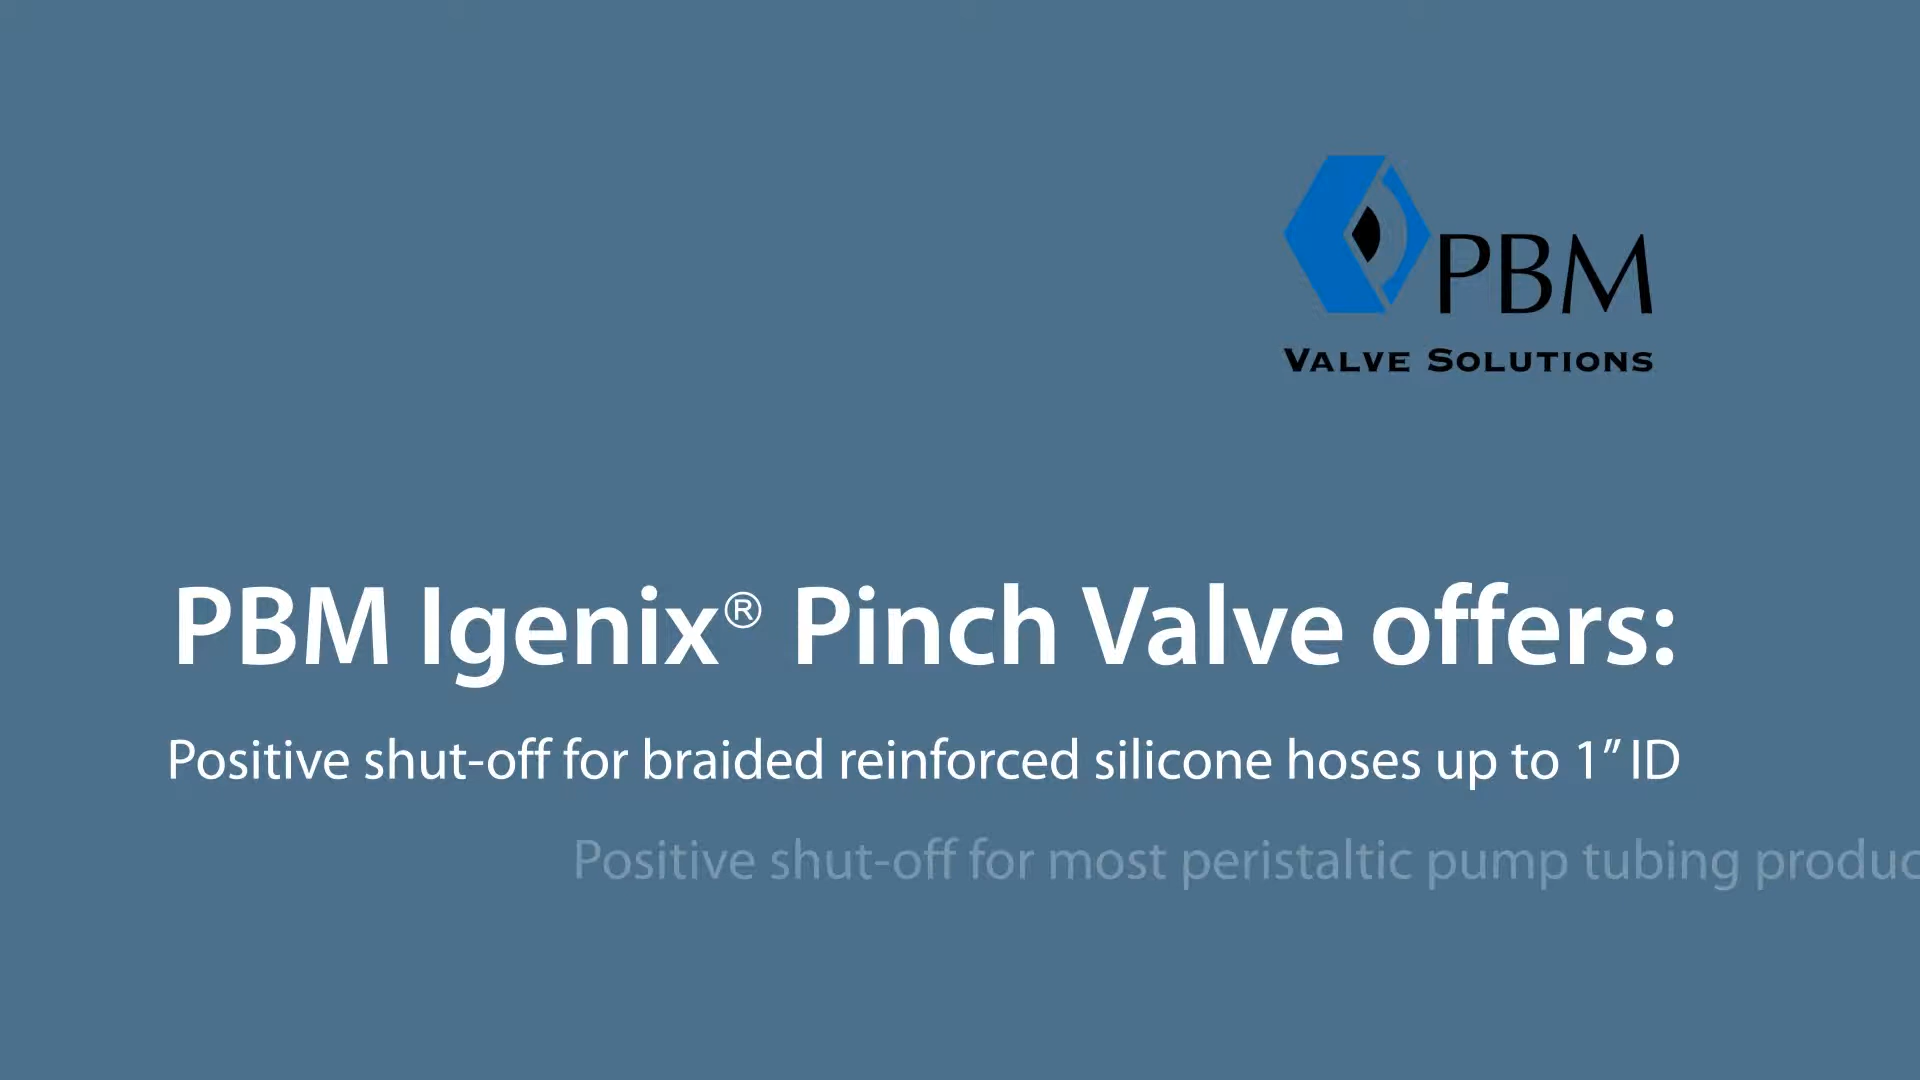 PBM
VALVE SOLUTIONS
PBM Igenix® Pinch Valve offers:
Positive shut-off for braided reinforced silicone hoses up to 1” ID
Positive shut-off for most peristaltic pump tubing